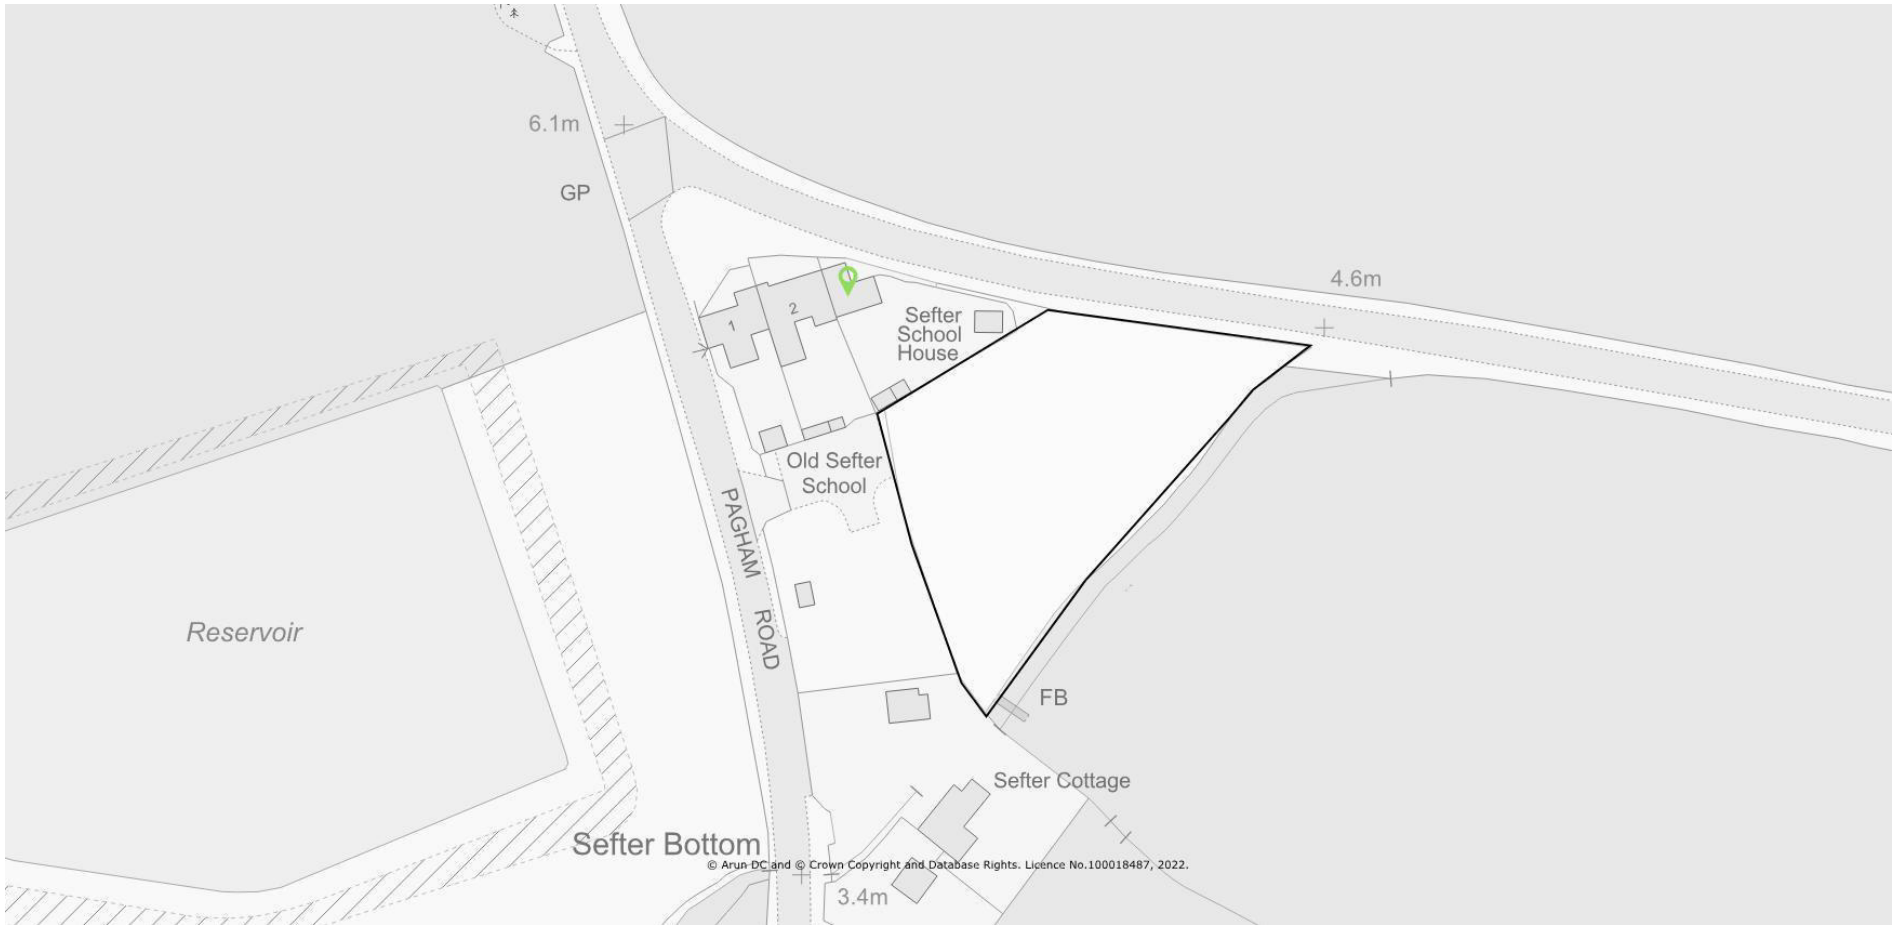 6.1m
GP
4.6m
Sefter
School
House
1
2
Old Sefter
School
PAGHAM
ROAD
Reservoir
FB
Sefter Cottage
Sefter Bottom
© Arun DC and © Crown Copyright and Database Rights. Licence No.100018487, 2022.
3.4m